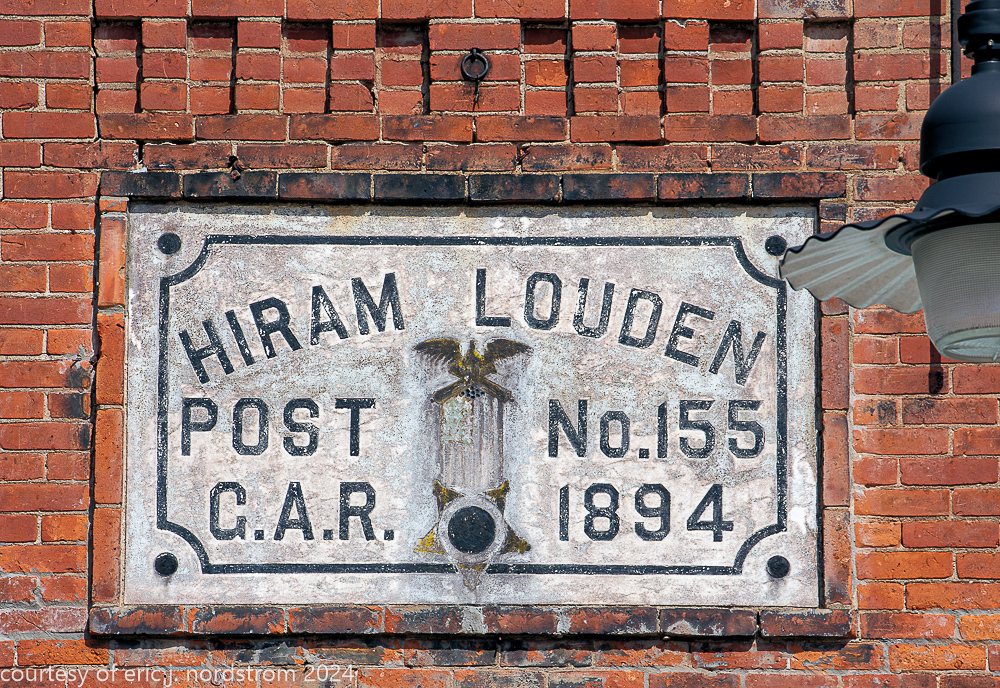 HIRAM LOUDEN
POST No. 155
G.A.R. 1894
courtesy of eric j. nordstrom 2024